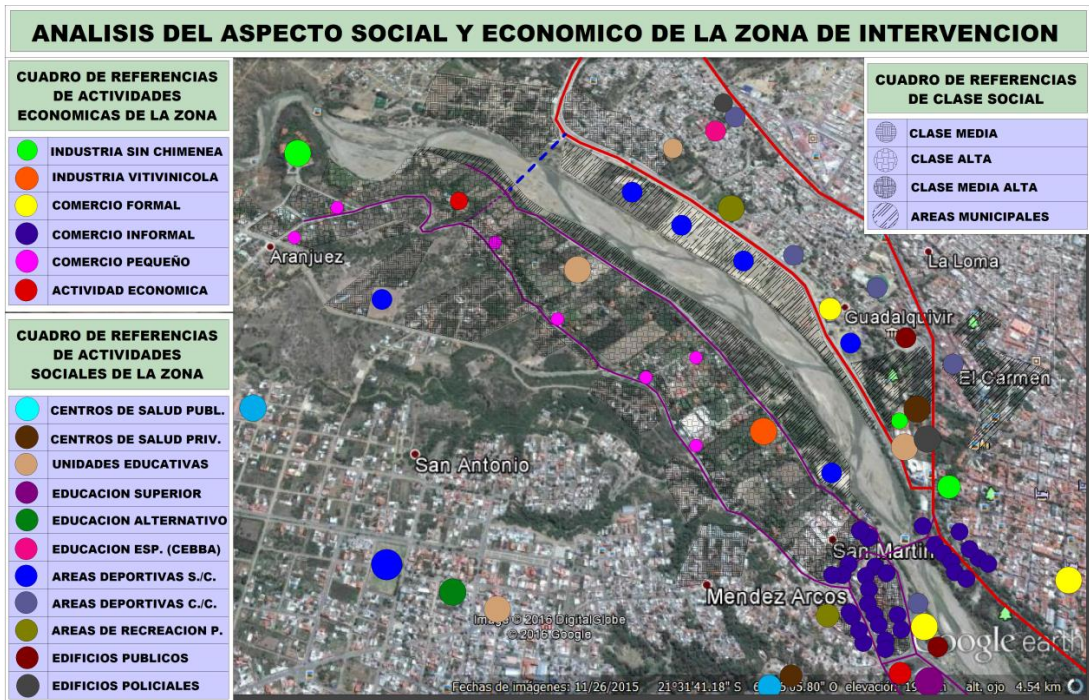 ANALISIS DEL ASPECTO SOCIAL Y ECONOMICO DE LA ZONA DE INTERVENCION
CUADRO DE REFERENCIAS
DE ACTIVIDADES
ECONOMICAS DE LA ZONA
INDUSTRIA SIN CHIMENEA
INDUSTRIA VITIVINICOLA
COMERCIO FORMAL
COMERCIO INFORMAL
COMERCIO PEQUEÑO
ACTIVIDAD ECONOMICA
CUADRO DE REFERENCIAS
DE ACTIVIDADES
SOCIALES DE LA ZONA
CENTROS DE SALUD PUBL.
CENTROS DE SALUD PRIV.
UNIDADES EDUCATIVAS
EDUCACION SUPERIOR
EDUCACION ALTERNATIVO
EDUCACION ESP. (CEBBA)
AREAS DEPORTIVAS S./C.
AREAS DEPORTIVAS C./C.
AREAS DE RECREACION P.
EDIFICIOS PUBLICOS
EDIFICIOS POLICIALES
CUADRO DE REFERENCIAS
DE CLASE SOCIAL
CLASE MEDIA
CLASE ALTA
CLASE MEDIA ALTA
AREAS MUNICIPALES
Aranjuez
La Loma
Guadalquivir
El Carmen
San Antonio
San Martin
Mendez Arcos
© 2016 DigitalGlobe
© 2016 Google
oogle earth
Fechas de imágenes: 11/26/2015 21°31'41.18" S 05.80" O elevación alt. ojo 4.54 km